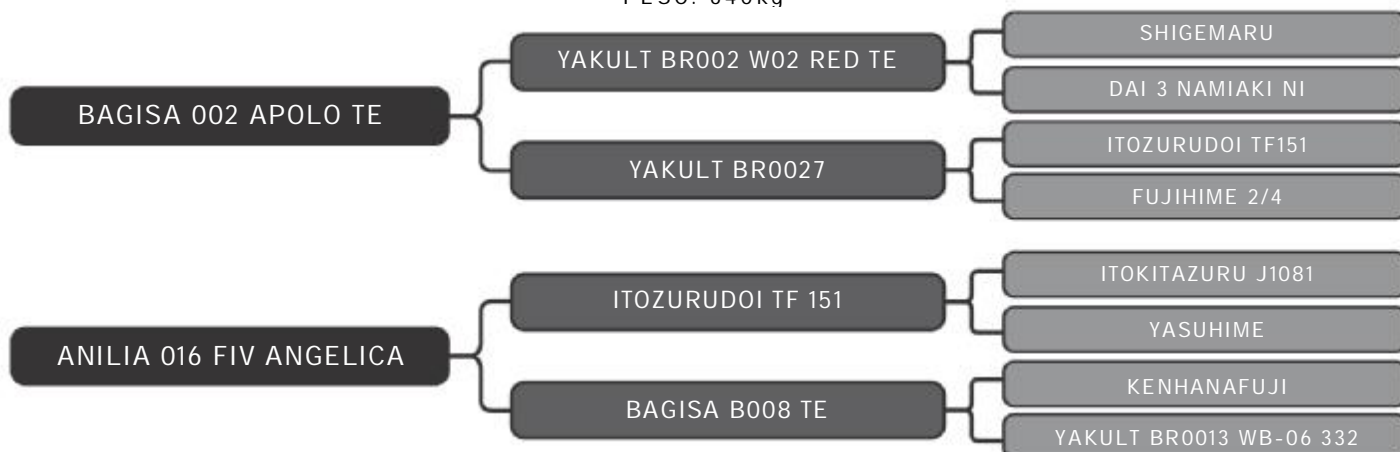 BAGISA 002 APOLO TE
YAKULT BR002 W02 RED TE
SHIGEMARU
DAI 3 NAMIAKI NI
YAKULT BR0027
ITOZURUDOI TF151
FUJIHIME 2/4
ANILIA 016 FIV ANGELICA
ITOZURUDOI TF 151
ITOKITAZURU J1081
YASUHIME
BAGISA B008 TE
KENHANAFUJI
YAKULT BR0013 WB-06 332